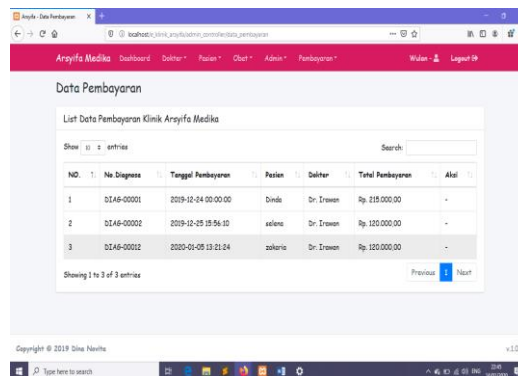 Arsyifa - Data Pembayaran
localhost/e_klinik_arsyifa/admin_controller/data_pembayaran
Arsyifa Medika Dashboard Dokter Pasien Obat Admin Pembayaran Wulan - Logout
Data Pembayaran
List Data Pembayaran Klinik Arsyifa Medika
Show 10 entries Search:
NO. No.Diagnosa Tanggal Pembayaran Pasien Dokter Total Pembayaran Aksi
1 DIAG-00001 2019-12-24 00:00:00 Dinda Dr. Irawan Rp. 215.000,00 -
2 DIAG-00002 2019-12-25 15:56:10 selena Dr. Irawan Rp. 120.000,00 -
3 DIAG-00012 2020-01-05 13:21:24 zakaria Dr. Irawan Rp. 120.000,00 -
Showing 1 to 3 of 3 entries Previous 1 Next
Copyright © 2019 Dina Novita v.1.0
Type here to search ENG